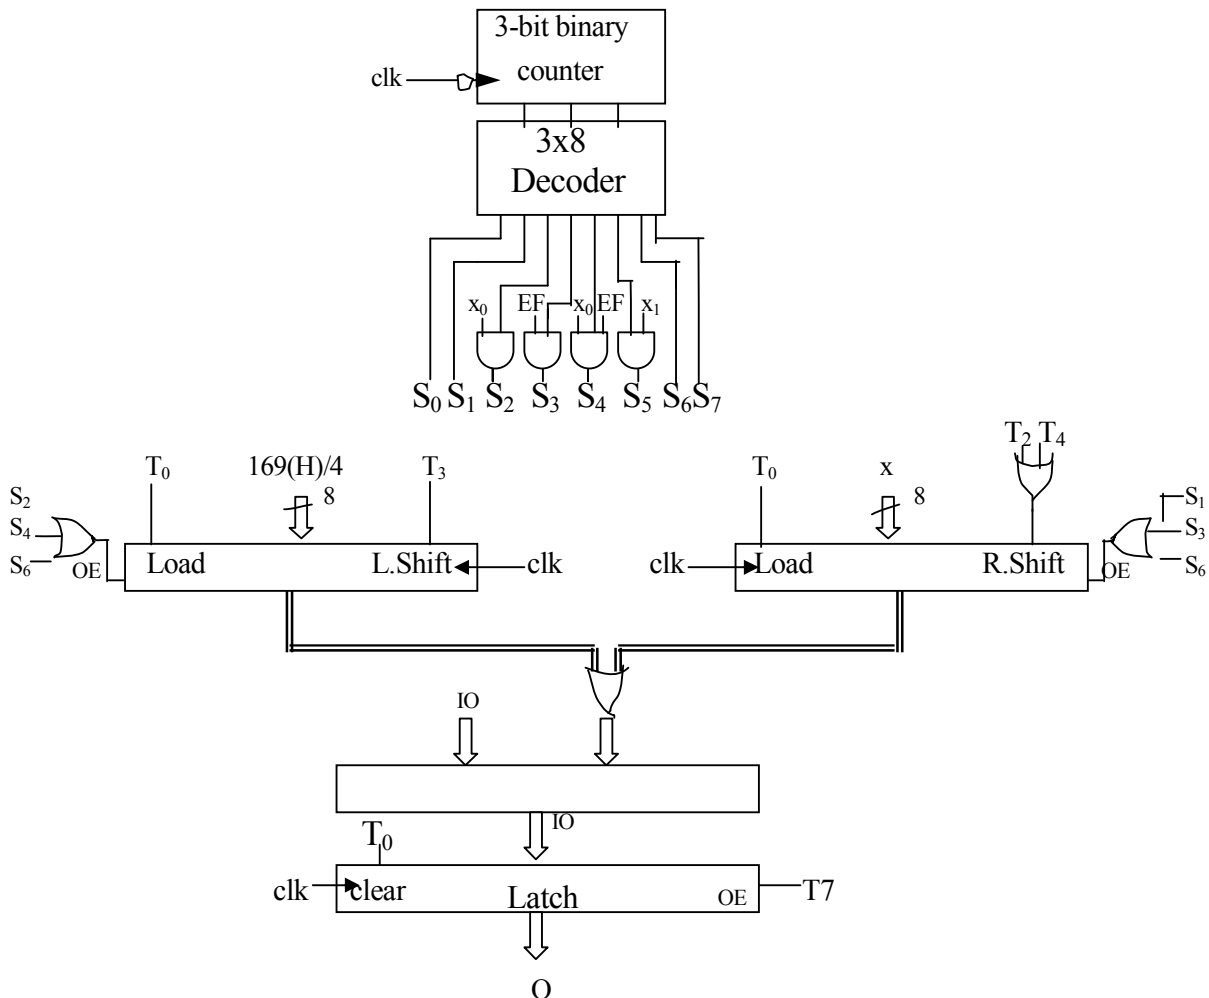 3-bit binary
counter
clk
3x8
Decoder
x₀ EF x₀ EF x₁
S₀ S₁ S₂ S₃ S₄ S₅ S₆ S₇
T₂ T₄
T₀ 169(H)/4 T₃ T₀ x
8 8
S₂ S₁
S₄ S₃
S₆ OE Load L.Shift clk clk Load R.Shift OE S₆
IO
IO
T₀
clk clear Latch OE T7
O